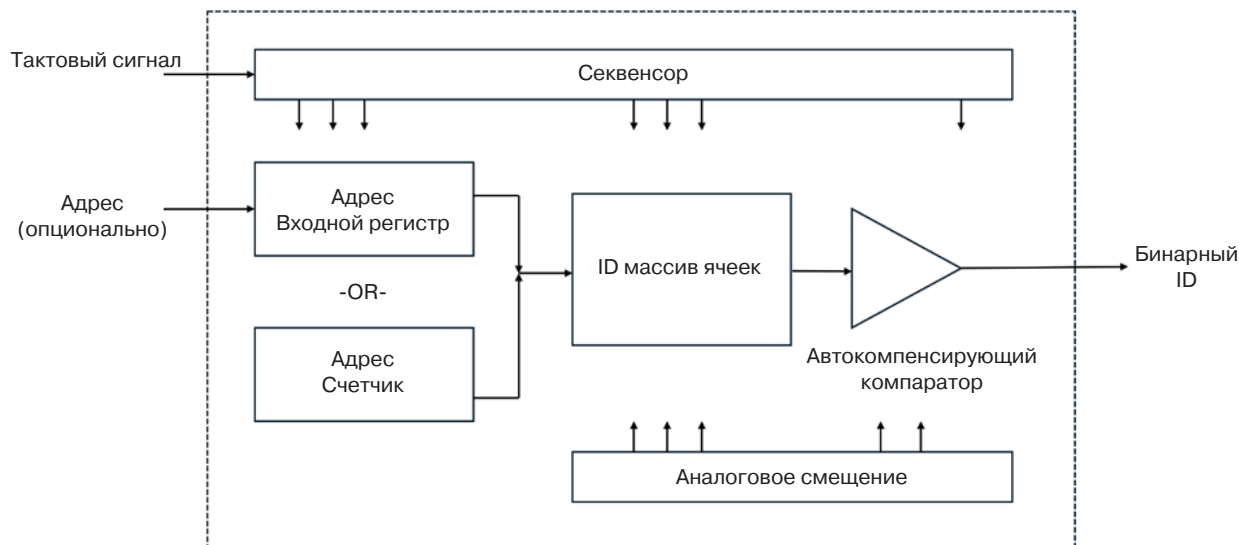 Тактовый сигнал
Секвенсор
Адрес
(опционально)
Адрес
Входной регистр
-OR-
Адрес
Счетчик
ID массив ячеек
Автокомпенсирующий
компаратор
Бинарный
ID
Аналоговое смещение